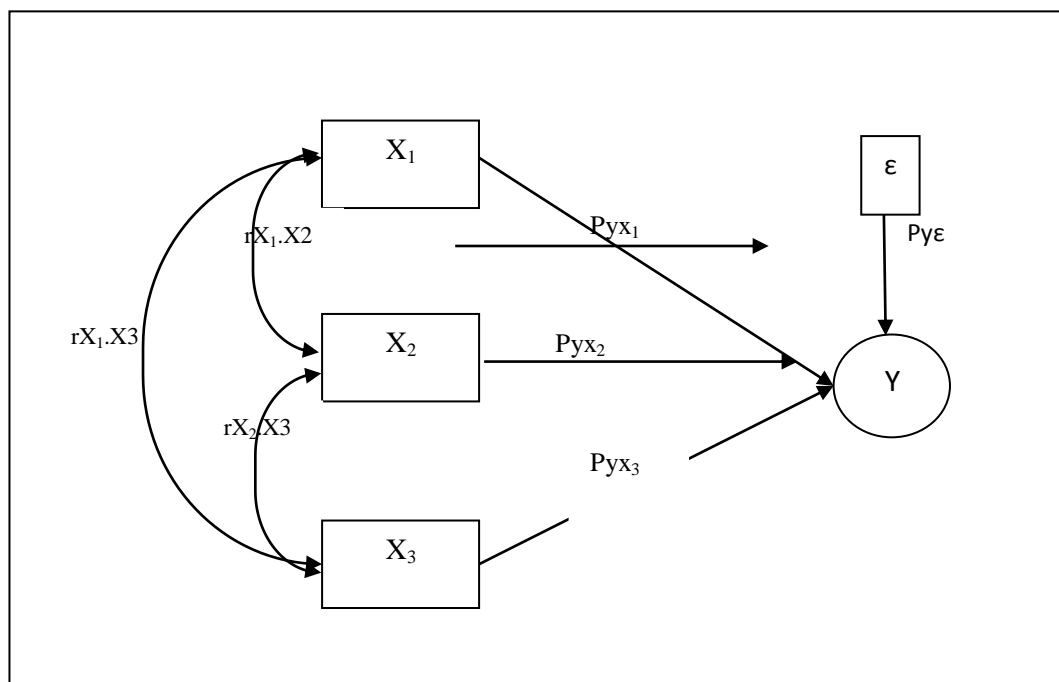 X₁
ε
rX₁.X2
Pyx₁
Pyε
rX₁.X3
X₂
Pyx₂
Y
rX₂.X3
Pyx₃
X₃